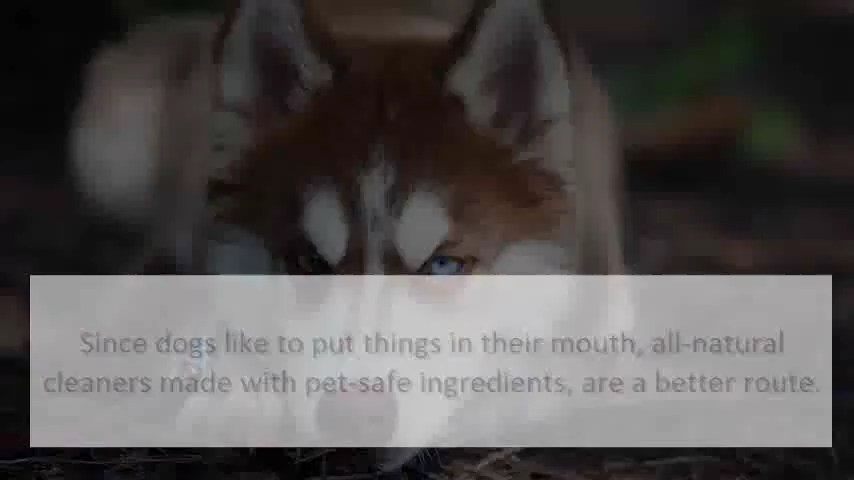 Since dogs like to put things in their mouth, all-natural
cleaners made with pet-safe ingredients, are a better route.